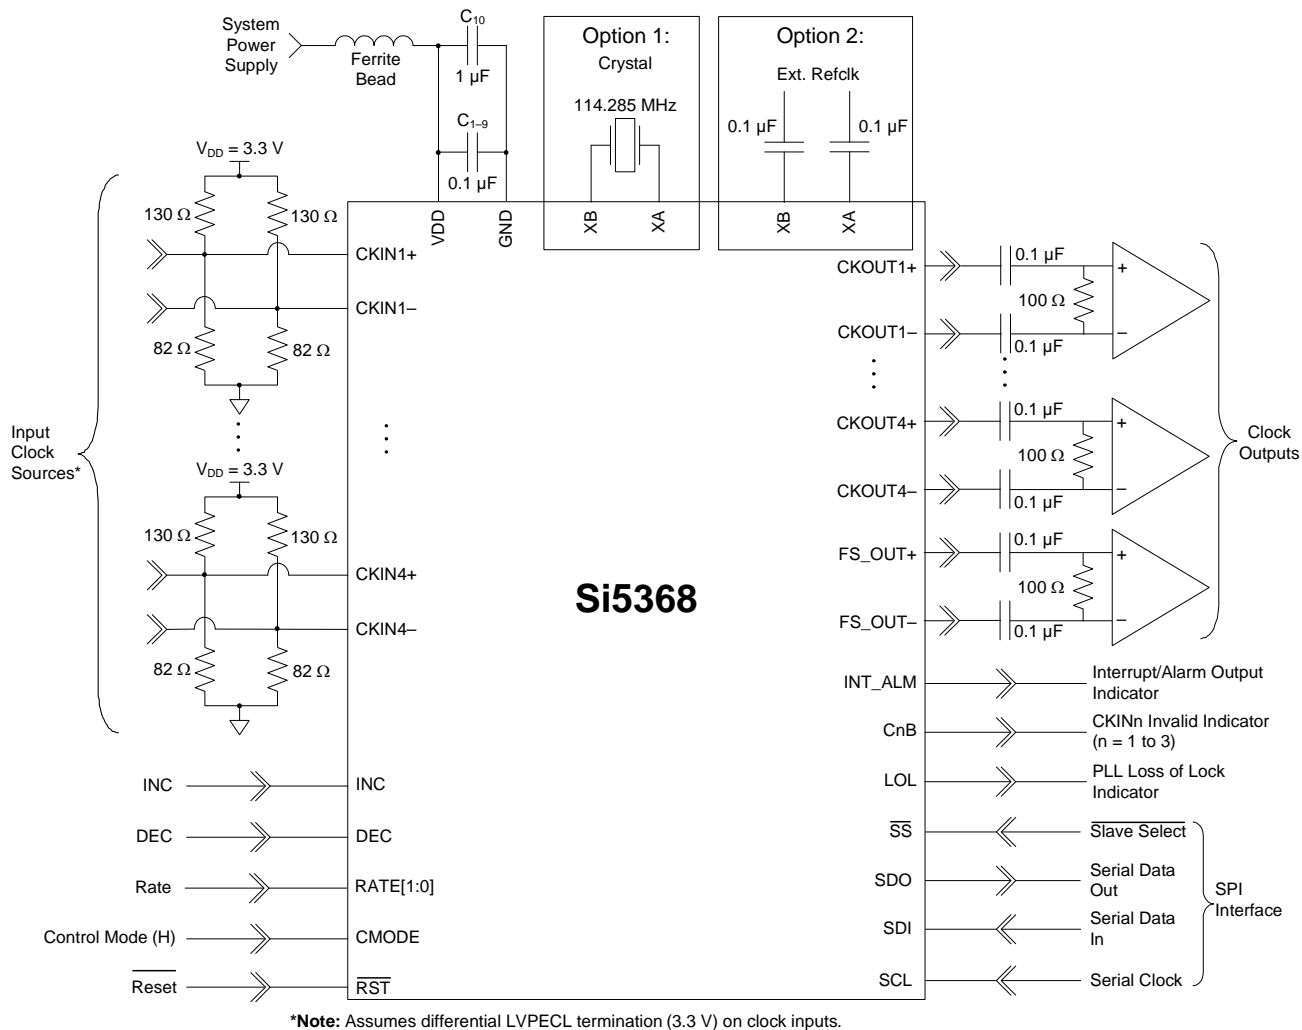 System
Power
Supply
Ferrite
Bead
C10
1 µF
C1–9
0.1 µF
Option 1:
Crystal
114.285 MHz
XB
XA
Option 2:
Ext. Refclk
0.1 µF
0.1 µF
XB
XA
VDD
GND
VDD = 3.3 V
130 Ω
130 Ω
CKIN1+
CKIN1–
82 Ω
82 Ω
Input
Clock
Sources*
VDD = 3.3 V
130 Ω
130 Ω
CKIN4+
CKIN4–
82 Ω
82 Ω
INC
INC
DEC
DEC
Rate
RATE[1:0]
Control Mode (H)
CMODE
Reset
RST
Si5368
CKOUT1+
0.1 µF
100 Ω
+
–
CKOUT1–
0.1 µF
CKOUT4+
0.1 µF
100 Ω
+
–
CKOUT4–
0.1 µF
Clock
Outputs
FS_OUT+
0.1 µF
100 Ω
+
–
FS_OUT–
0.1 µF
INT_ALM
Interrupt/Alarm Output
Indicator
CnB
CKINn Invalid Indicator
(n = 1 to 3)
LOL
PLL Loss of Lock
Indicator
SS
Slave Select
SDO
Serial Data
Out
SDI
Serial Data
In
SCL
Serial Clock
SPI
Interface
*Note: Assumes differential LVPECL termination (3.3 V) on clock inputs.